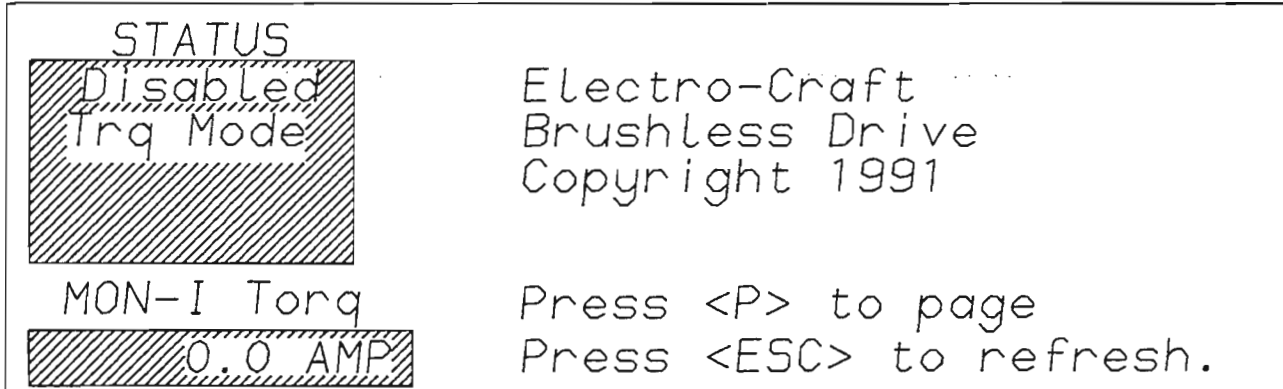 STATUS
Disabled
Trq Mode
Electro-Craft
Brushless Drive
Copyright 1991
MON-I Torq
0.0 AMP
Press <P> to page
Press <ESC> to refresh.